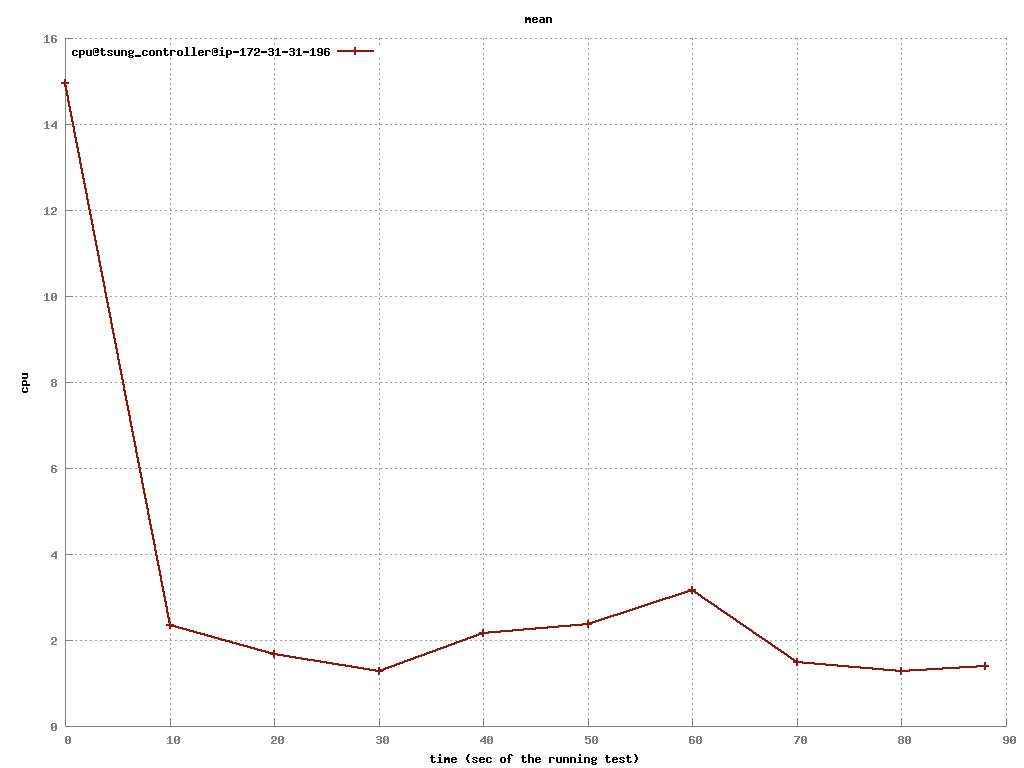 mean
16
cpu@tsung_controller@ip-172-31-31-196
14
12
10
8
cpu
6
4
2
0
0 10 20 30 40 50 60 70 80 90
time (sec of the running test)